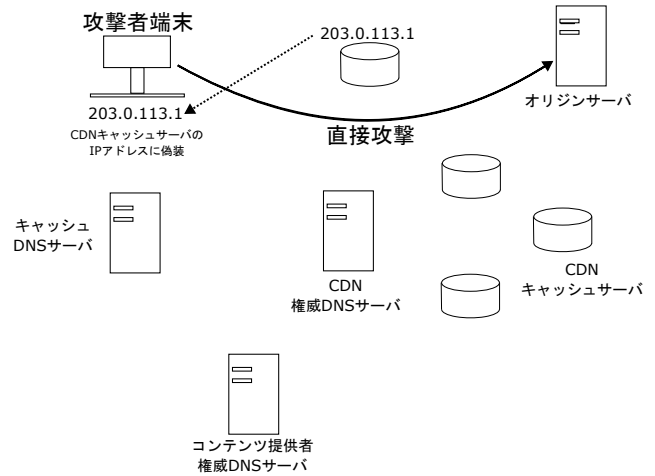 攻撃者端末
203.0.113.1
203.0.113.1
CDNキャッシュサーバの
IPアドレスに偽装
オリジンサーバ
直接攻撃
キャッシュ
DNSサーバ
CDN
権威DNSサーバ
CDN
キャッシュサーバ
コンテンツ提供者
権威DNSサーバ